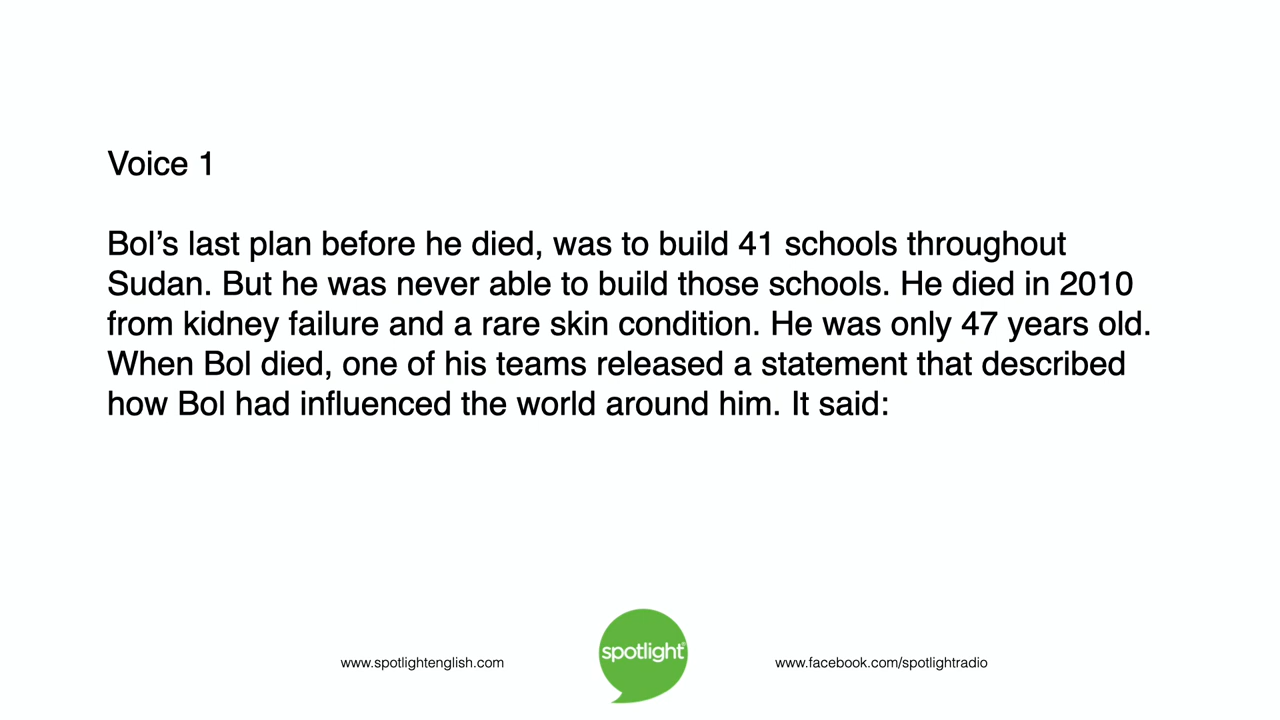 Voice 1
Bol’s last plan before he died, was to build 41 schools throughout
Sudan. But he was never able to build those schools. He died in 2010
from kidney failure and a rare skin condition. He was only 47 years old.
When Bol died, one of his teams released a statement that described
how Bol had influenced the world around him. It said:
www.spotlightenglish.com
spotlight®
www.facebook.com/spotlightradio